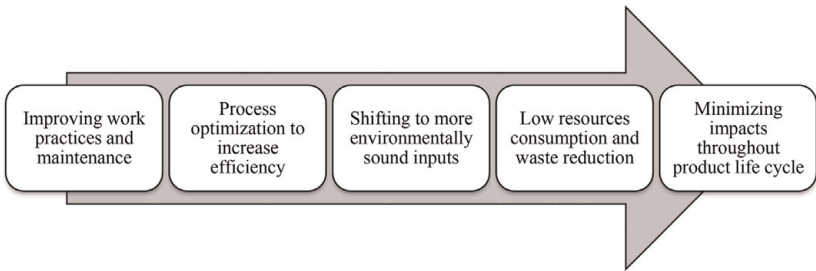 Improving work
practices and
maintenance
Process
optimization to
increase
efficiency
Shifting to more
environmentally
sound inputs
Low resources
consumption and
waste reduction
Minimizing
impacts
throughout
product life cycle